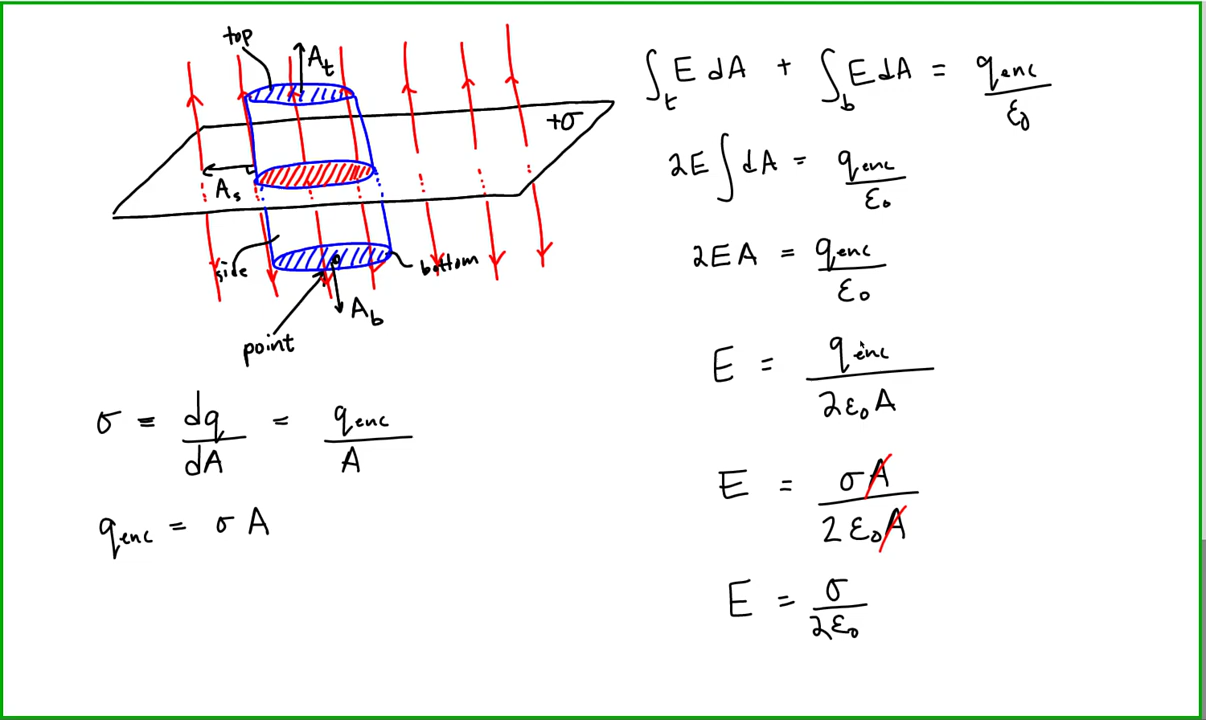 top
A_t
+σ
A_s
side
bottom
A_b
point
σ = dq/dA = q_enc/A
q_enc = σ A
∫_t E dA + ∫_b E dA = q_enc/ε₀
2E ∫ dA = q_enc/ε₀
2EA = q_enc/ε₀
E = q_enc/2ε₀A
E = σA/2ε₀A
E = σ/2ε₀